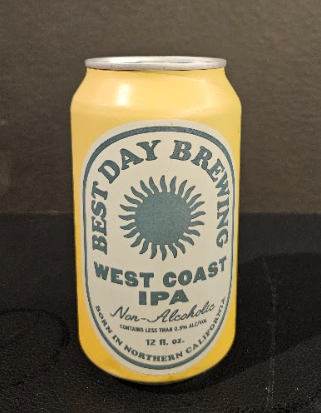 BEST DAY BREWING
WEST COAST
IPA
Non-Alcoholic
CONTAINS LESS THAN 0.5% ALC/VOL
12 fl. oz.
BORN IN NORTHERN CALIFORNIA